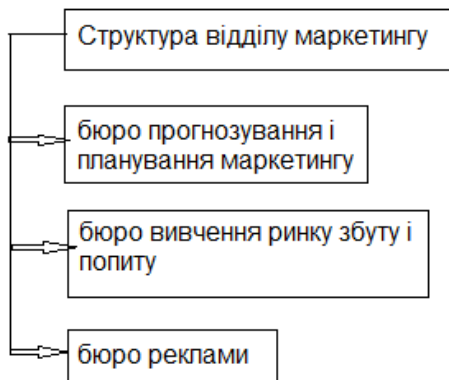 Структура відділу маркетингу
бюро прогнозування і
планування маркетингу
бюро вивчення ринку збуту і
попиту
бюро реклами